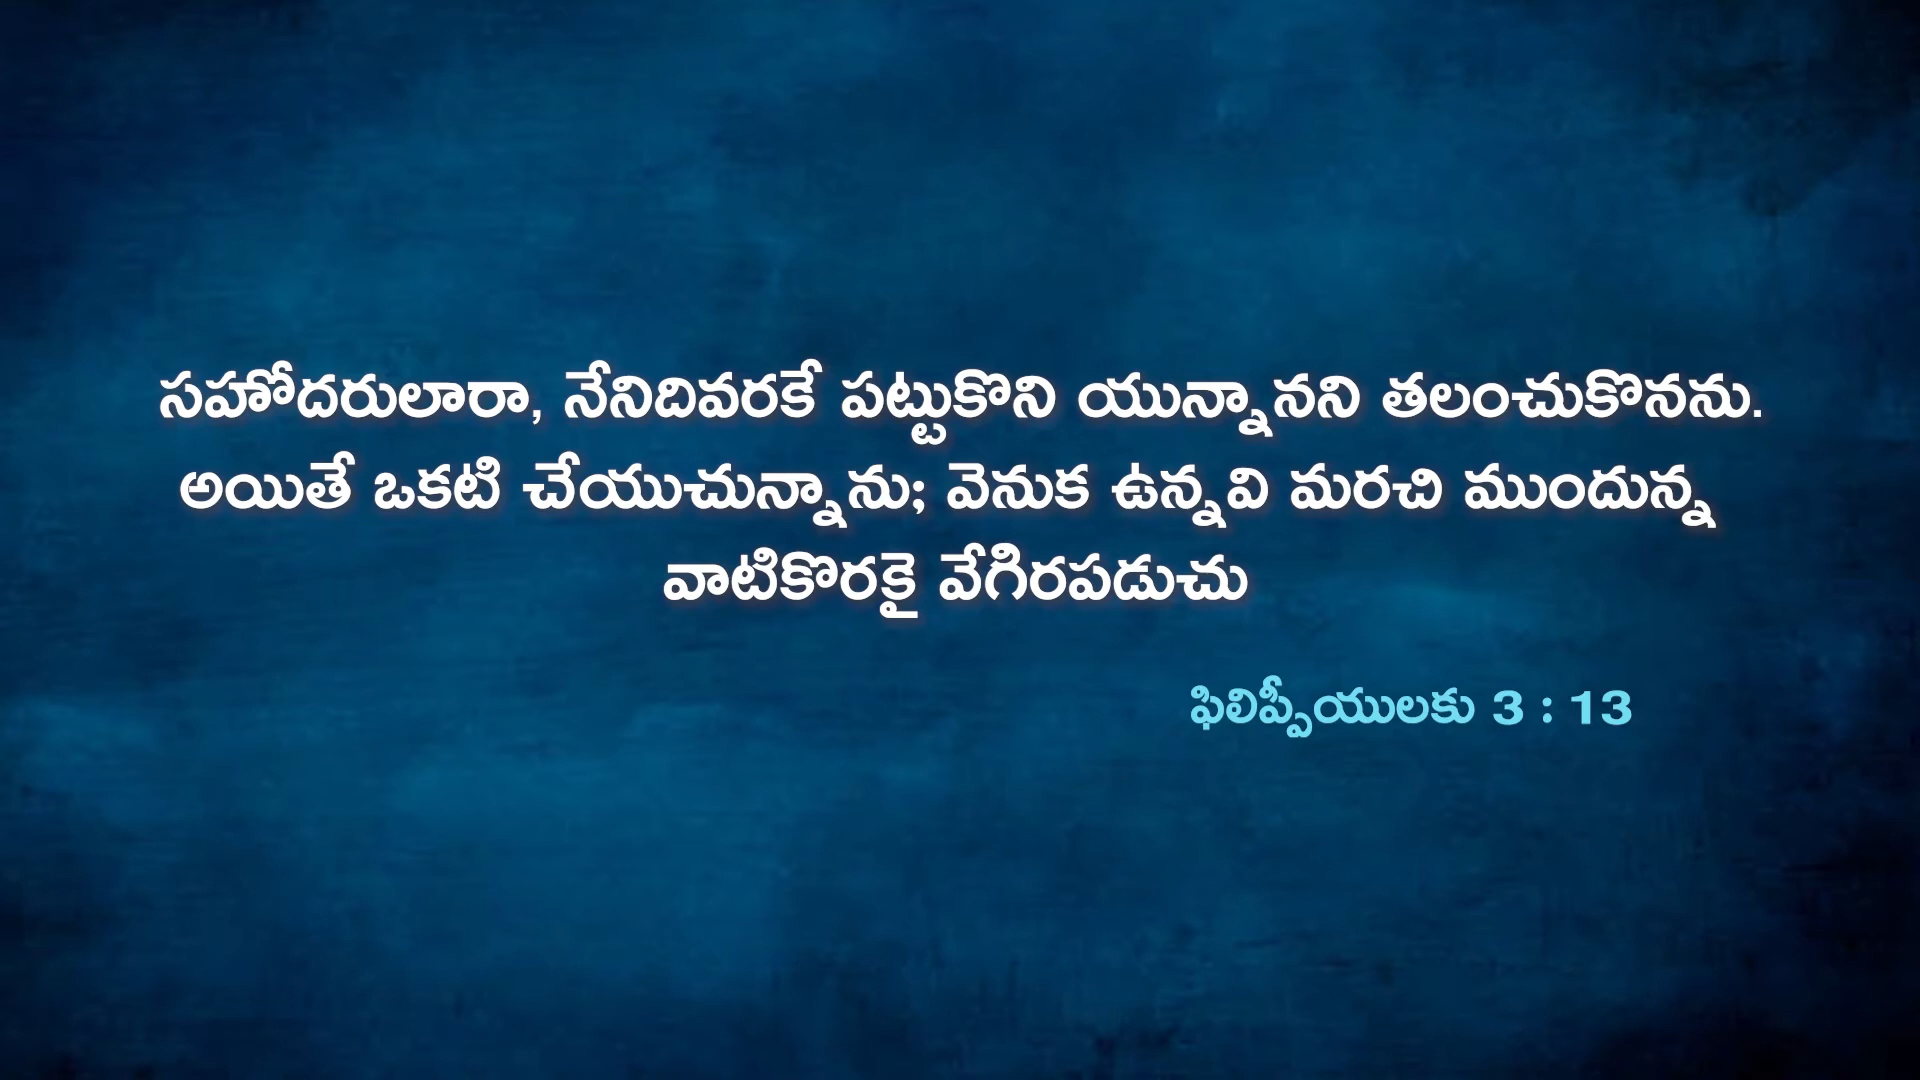 సహోదరులారా, నేనిదివరకే పట్టుకొని యున్నానని తలంచుకొనను.
అయితే ఒకటి చేయుచున్నాను; వెనుక ఉన్నవి మరచి ముందున్న
వాటికొరకై వేగిరపడుచు
ఫిలిప్పీయులకు 3 : 13